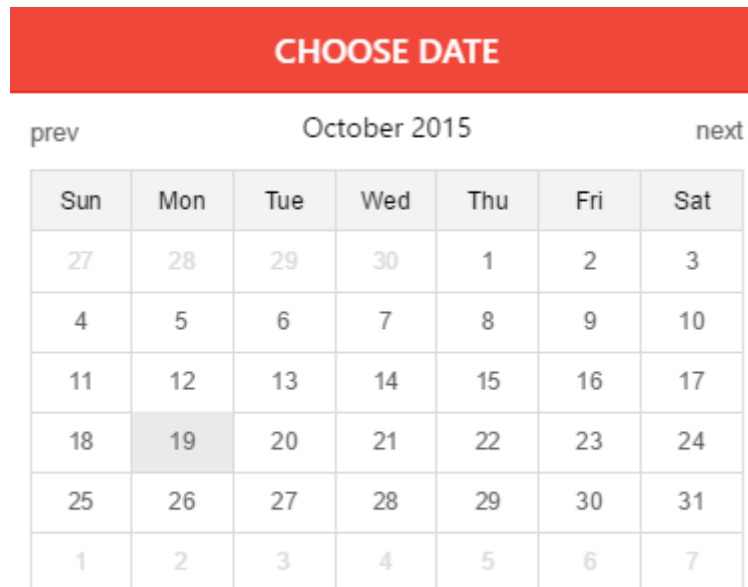 CHOOSE DATE
prev October 2015 next
Sun Mon Tue Wed Thu Fri Sat
27 28 29 30 1 2 3
4 5 6 7 8 9 10
11 12 13 14 15 16 17
18 19 20 21 22 23 24
25 26 27 28 29 30 31
1 2 3 4 5 6 7